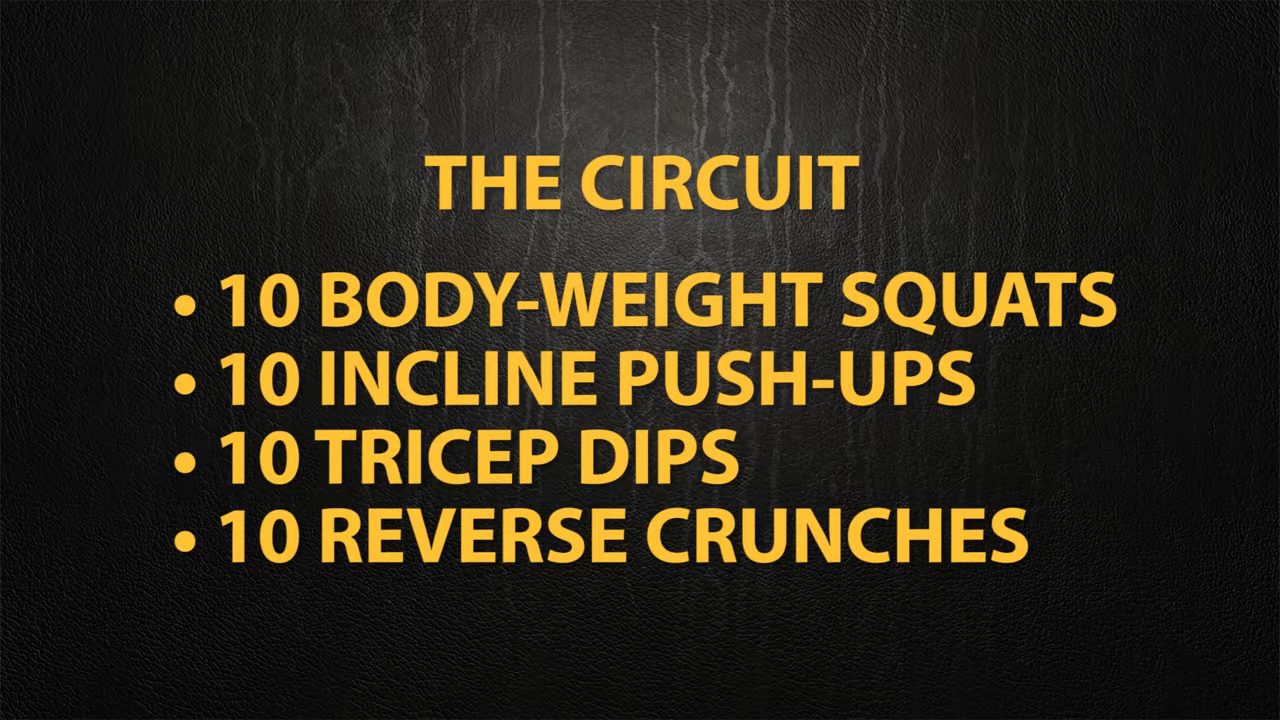 THE CIRCUIT
• 10 BODY-WEIGHT SQUATS
• 10 INCLINE PUSH-UPS
• 10 TRICEP DIPS
• 10 REVERSE CRUNCHES